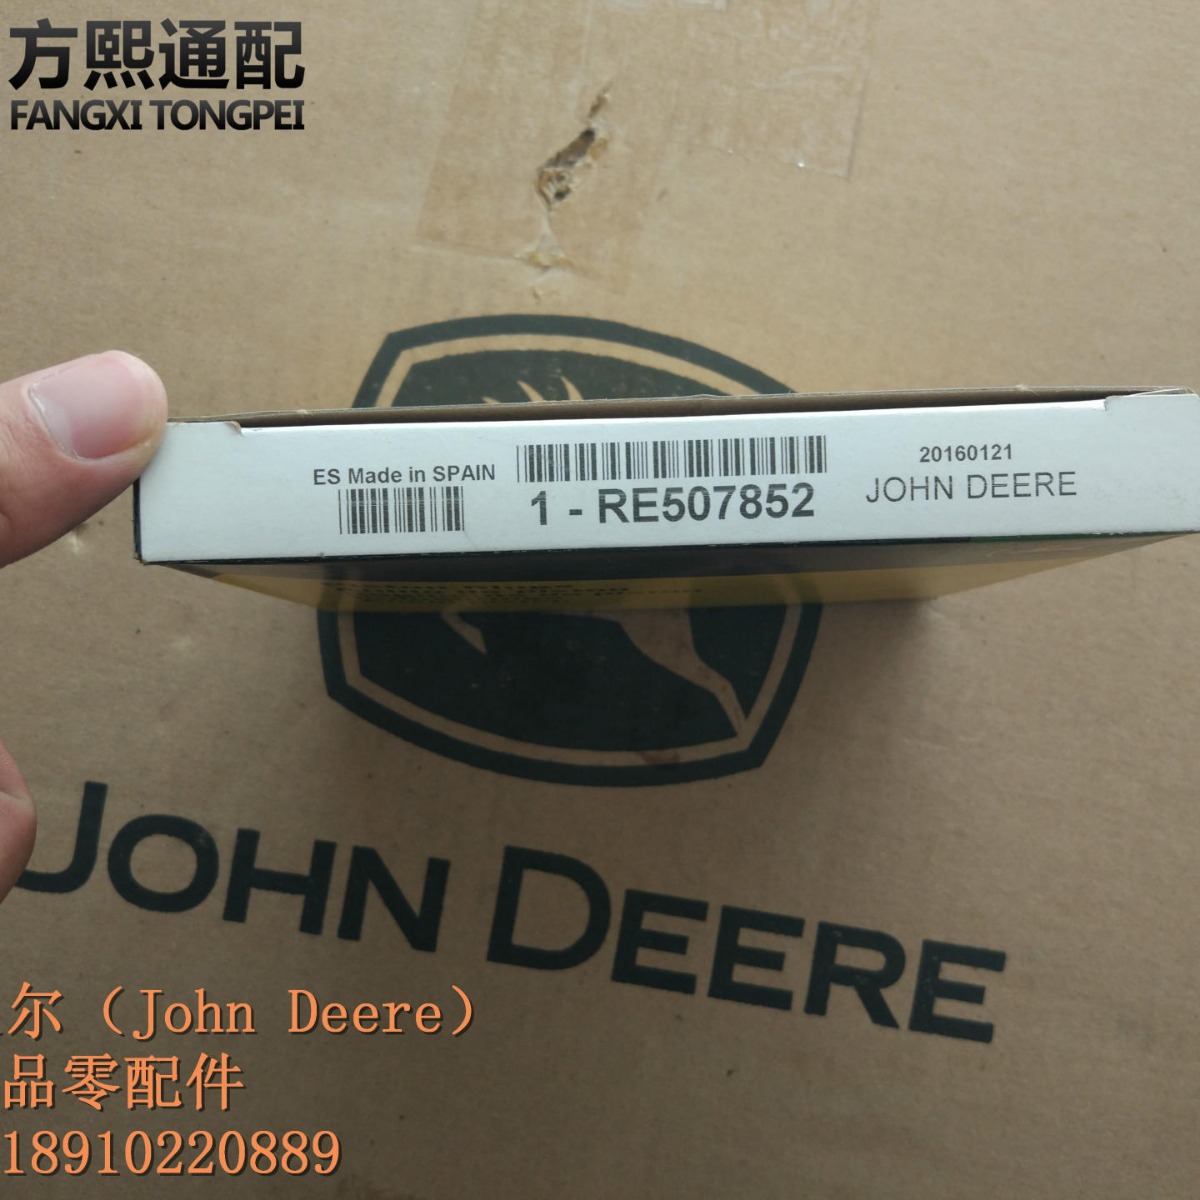 方熙通配
FANGXI TONGPEI
ES Made in SPAIN
1 - RE507852
20160121
JOHN DEERE
JOHN DEERE
尔（John Deere）
品零配件
18910220889